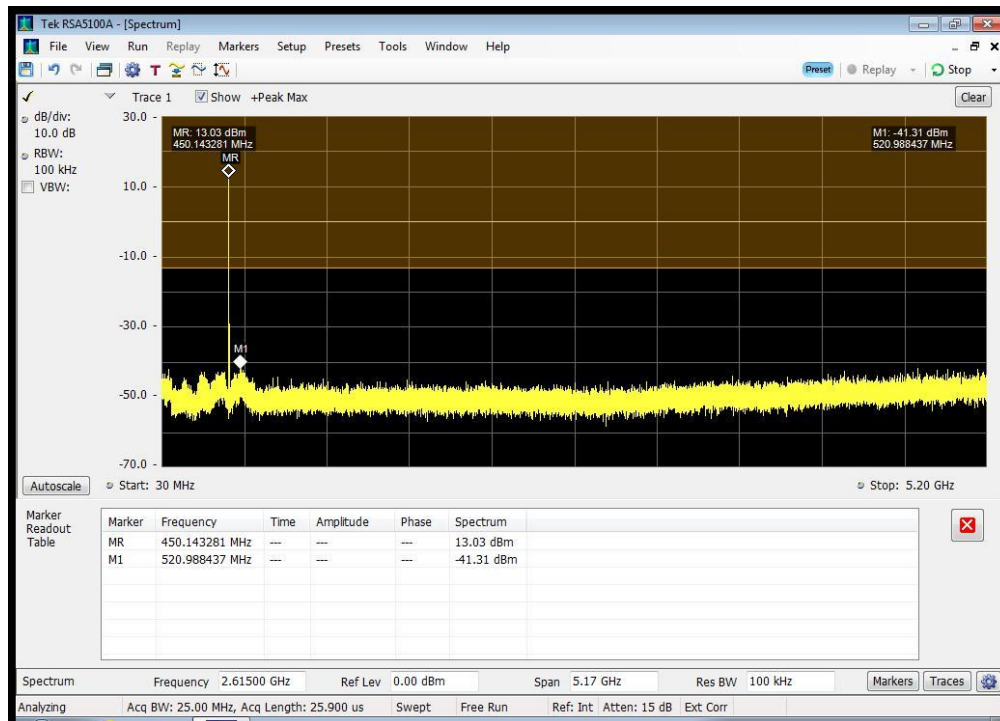 Tek RSA5100A - [Spectrum]
File View Run Replay Markers Setup Presets Tools Window Help
T Preset Replay Stop
Trace 1 Show +Peak Max Clear
dB/div:
10.0 dB
RBW:
100 kHz
VBW:
30.0
10.0
-10.0
-30.0
-50.0
-70.0
MR: 13.03 dBm
450.143281 MHz
MR
M1: -41.31 dBm
520.988437 MHz
M1
Autoscale Start: 30 MHz Stop: 5.20 GHz
Marker
Readout
Table
Marker Frequency Time Amplitude Phase Spectrum
MR 450.143281 MHz --- --- --- 13.03 dBm
M1 520.988437 MHz --- --- --- -41.31 dBm
Spectrum Frequency 2.61500 GHz Ref Lev 0.00 dBm Span 5.17 GHz Res BW 100 kHz Markers Traces
Analyzing Acq BW: 25.00 MHz, Acq Length: 25.900 us Swept Free Run Ref: Int Atten: 15 dB Ext Corr